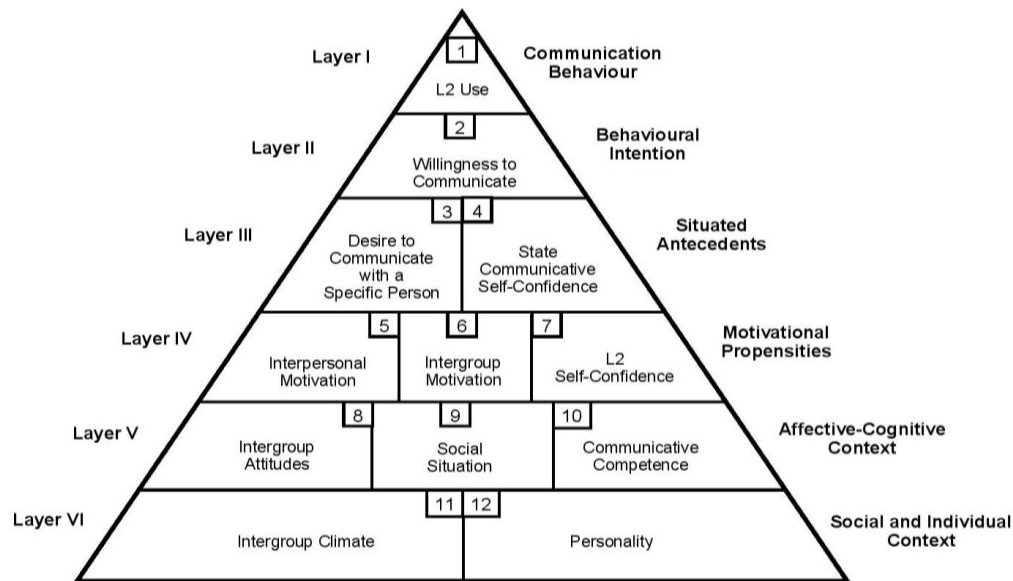 Layer I
1
Communication
Behaviour
L2 Use
Layer II
2
Behavioural
Intention
Willingness to
Communicate
Layer III
3 4
Situated
Antecedents
Desire to
Communicate
with a
Specific Person
State
Communicative
Self-Confidence
Layer IV
5 6 7
Motivational
Propensities
Interpersonal
Motivation
Intergroup
Motivation
L2
Self-Confidence
Layer V
8 9 10
Affective-Cognitive
Context
Intergroup
Attitudes
Social
Situation
Communicative
Competence
Layer VI
11 12
Social and Individual
Context
Intergroup Climate
Personality